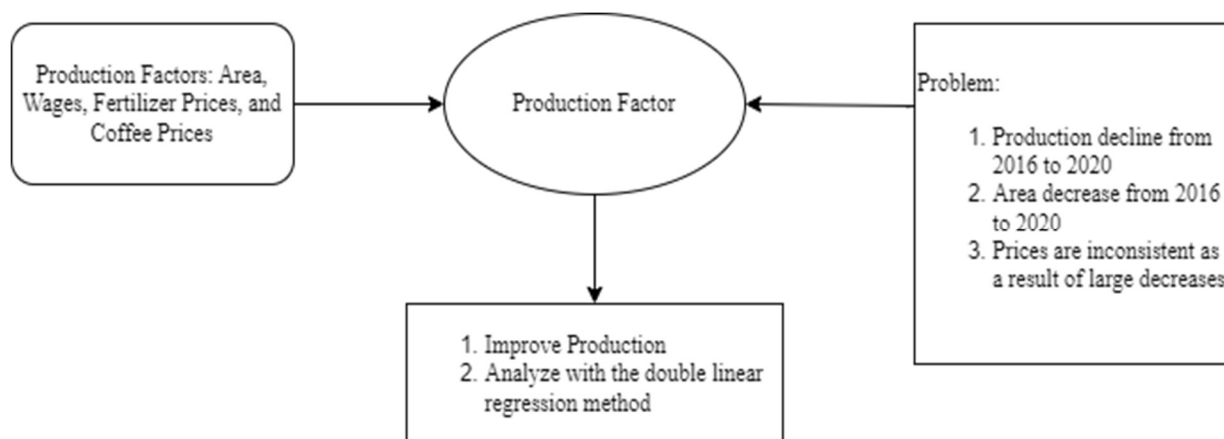 Production Factors: Area,
Wages, Fertilizer Prices, and
Coffee Prices
Production Factor
Problem:
1. Production decline from
2016 to 2020
2. Area decrease from 2016
to 2020
3. Prices are inconsistent as
a result of large decreases
1. Improve Production
2. Analyze with the double linear
regression method